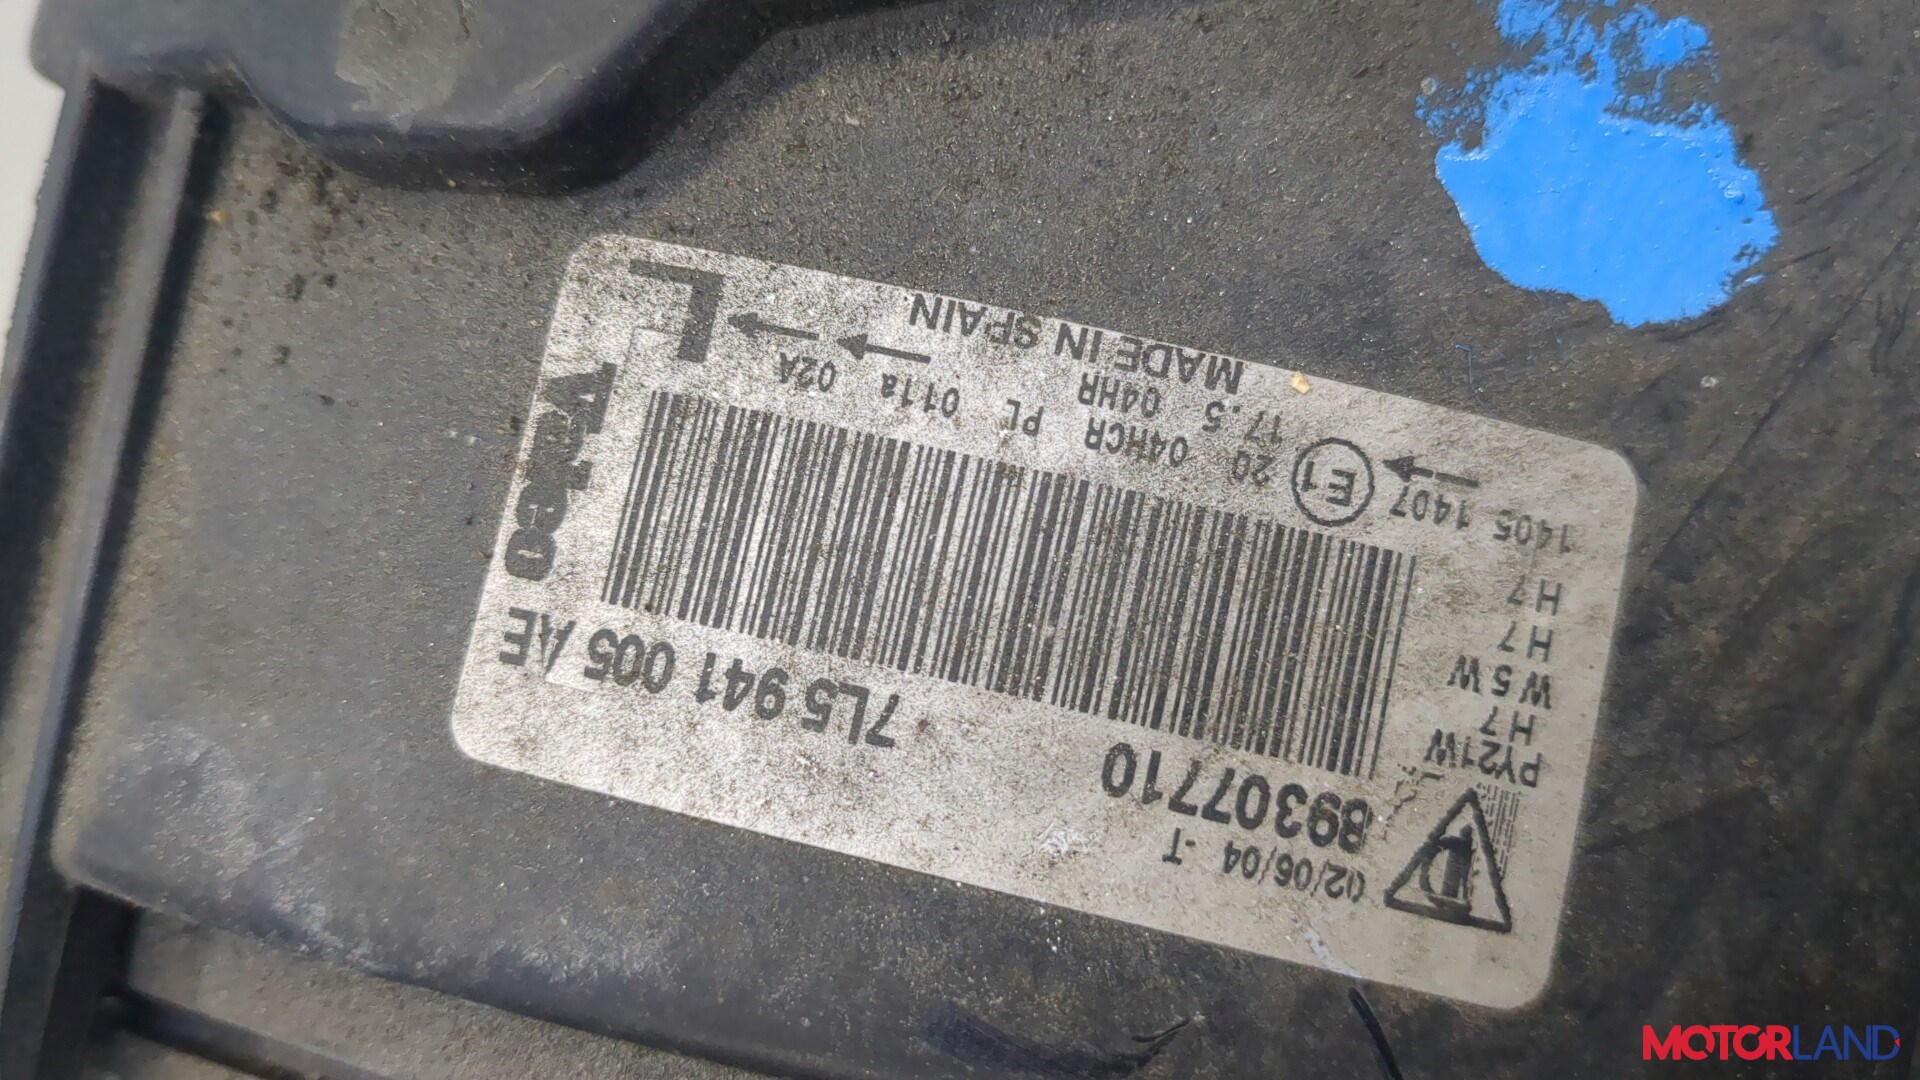 02/06/04 -T
89307710
7L5 941 005 AE
PY21W
H7
W5W
H7
H7
1405 1407 E1 20 04HCR PL 011a 02A
17.5 04HR
MADE IN SPAIN
L
VALEO
MOTORLAND